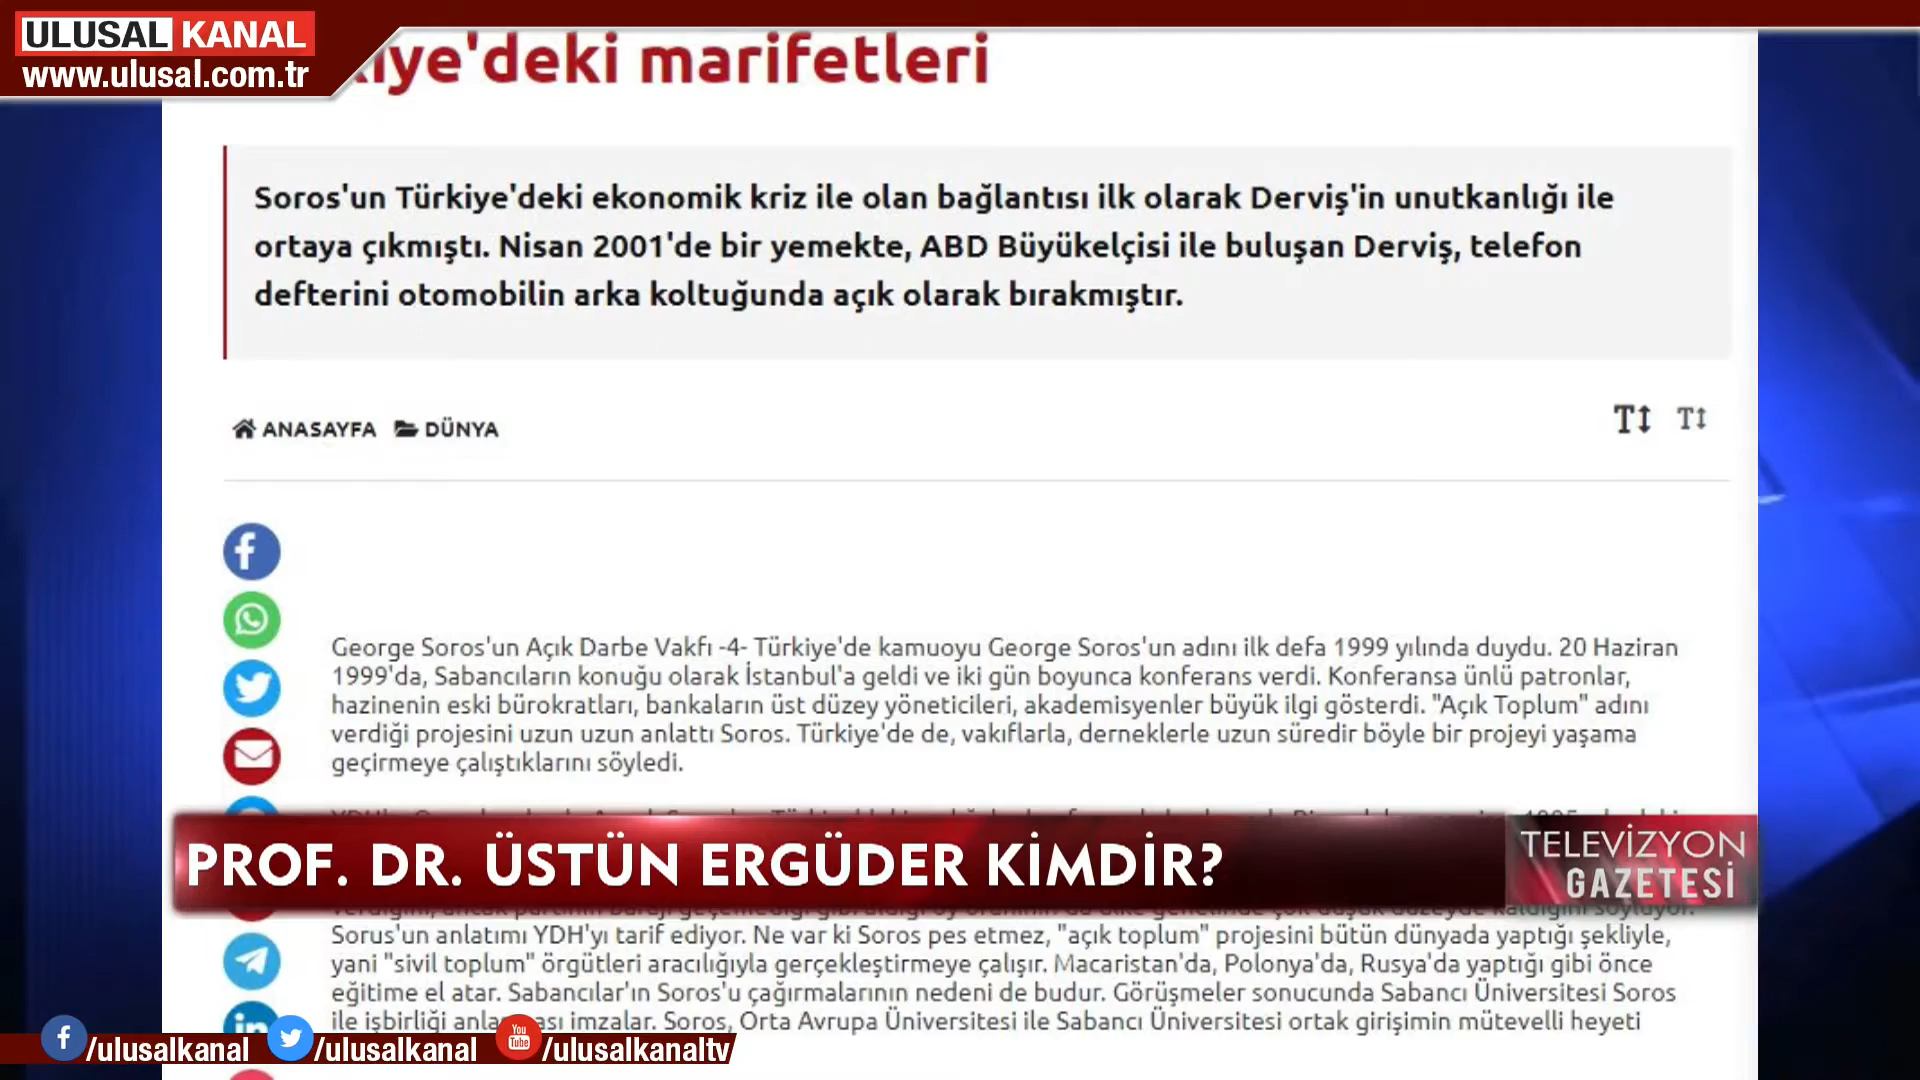 ULUSAL KANAL
www.ulusal.com.tr
iye'deki marifetleri
Soros'un Türkiye'deki ekonomik kriz ile olan bağlantısı ilk olarak Derviş'in unutkanlığı ile
ortaya çıkmıştı. Nisan 2001'de bir yemekte, ABD Büyükelçisi ile buluşan Derviş, telefon
defterini otomobilin arka koltuğunda açık olarak bırakmıştır.
ANASAYFA DÜNYA
George Soros'un Açık Darbe Vakfı -4- Türkiye'de kamuoyu George Soros'un adını ilk defa 1999 yılında duydu. 20 Haziran
1999'da, Sabancıların konuğu olarak İstanbul'a geldi ve iki gün boyunca konferans verdi. Konferansa ünlü patronlar,
hazinenin eski bürokratları, bankaların üst düzey yöneticileri, akademisyenler büyük ilgi gösterdi. "Açık Toplum" adını
verdiği projesini uzun uzun anlattı Soros. Türkiye'de de, vakıflarla, derneklerle uzun süredir böyle bir projeyi yaşama
geçirmeye çalıştıklarını söyledi.
PROF. DR. ÜSTÜN ERGÜDER KİMDİR?
TELEVİZYON
GAZETESİ
Sorus'un anlatımı YDH'yı tarif ediyor. Ne var ki Soros pes etmez, "açık toplum" projesini bütün dünyada yaptığı şekliyle,
yani "sivil toplum" örgütleri aracılığıyla gerçekleştirmeye çalışır. Macaristan'da, Polonya'da, Rusya'da yaptığı gibi önce
eğitime el atar. Sabancılar'ın Soros'u çağırmalarının nedeni de budur. Görüşmeler sonucunda Sabancı Üniversitesi Soros
ile işbirliği imzalar. Soros, Orta Avrupa Üniversitesi ile Sabancı Üniversitesi ortak girişimin mütevelli heyeti
/ulusalkanal /ulusalkanal /ulusalkanaltv